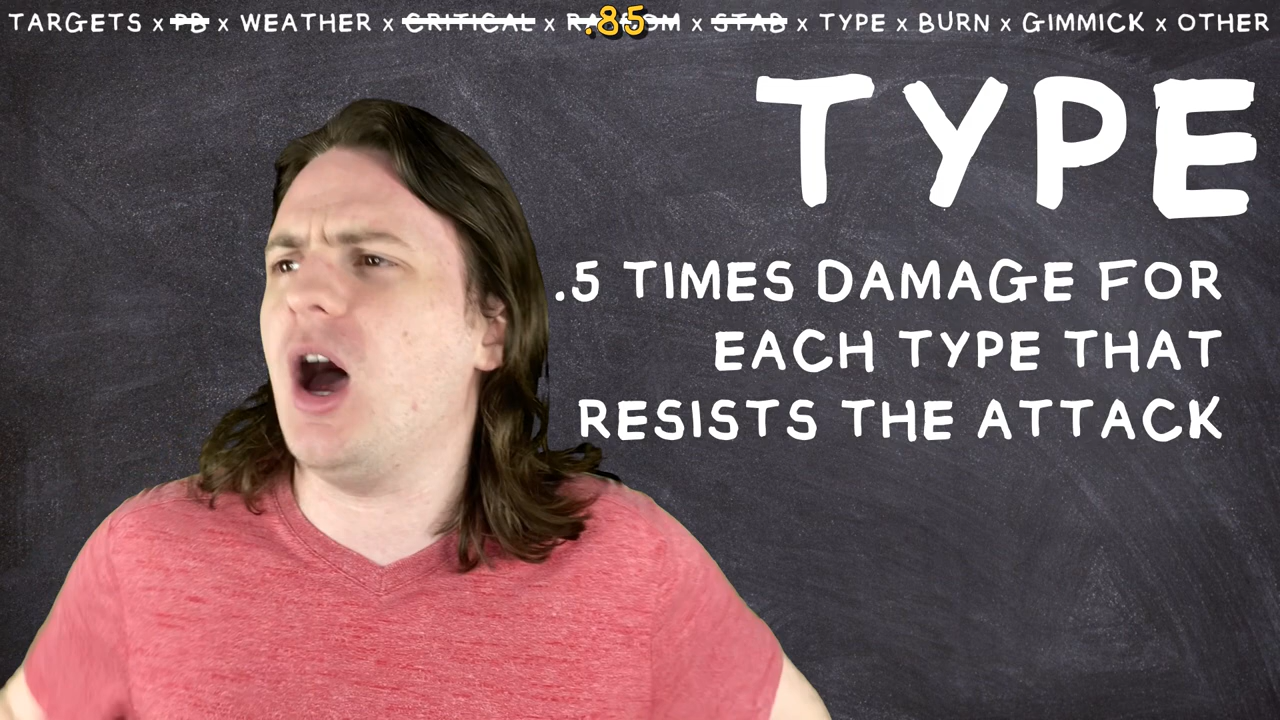 TARGETS x PB x WEATHER x CRITICAL x RANDOM x STAB x TYPE x BURN x GIMMICK x OTHER
.85
TYPE
.5 TIMES DAMAGE FOR
EACH TYPE THAT
RESISTS THE ATTACK